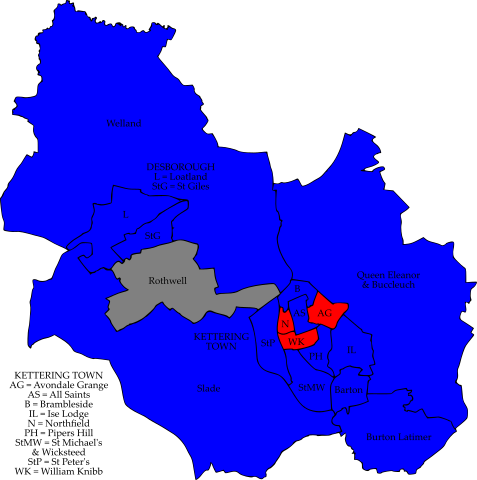 Welland
DESBOROUGH
L = Loatland
StG = St Giles
L
StG
Rothwell
Queen Eleanor
& Buccleuch
B
AS
AG
N
KETTERING
TOWN
StP
WK
PH
IL
Slade
StMW
Barton
Burton Latimer
KETTERING TOWN
AG = Avondale Grange
AS = All Saints
B = Brambleside
IL = Ise Lodge
N = Northfield
PH = Pipers Hill
StMW = St Michael's
& Wicksteed
StP = St Peter's
WK = William Knibb